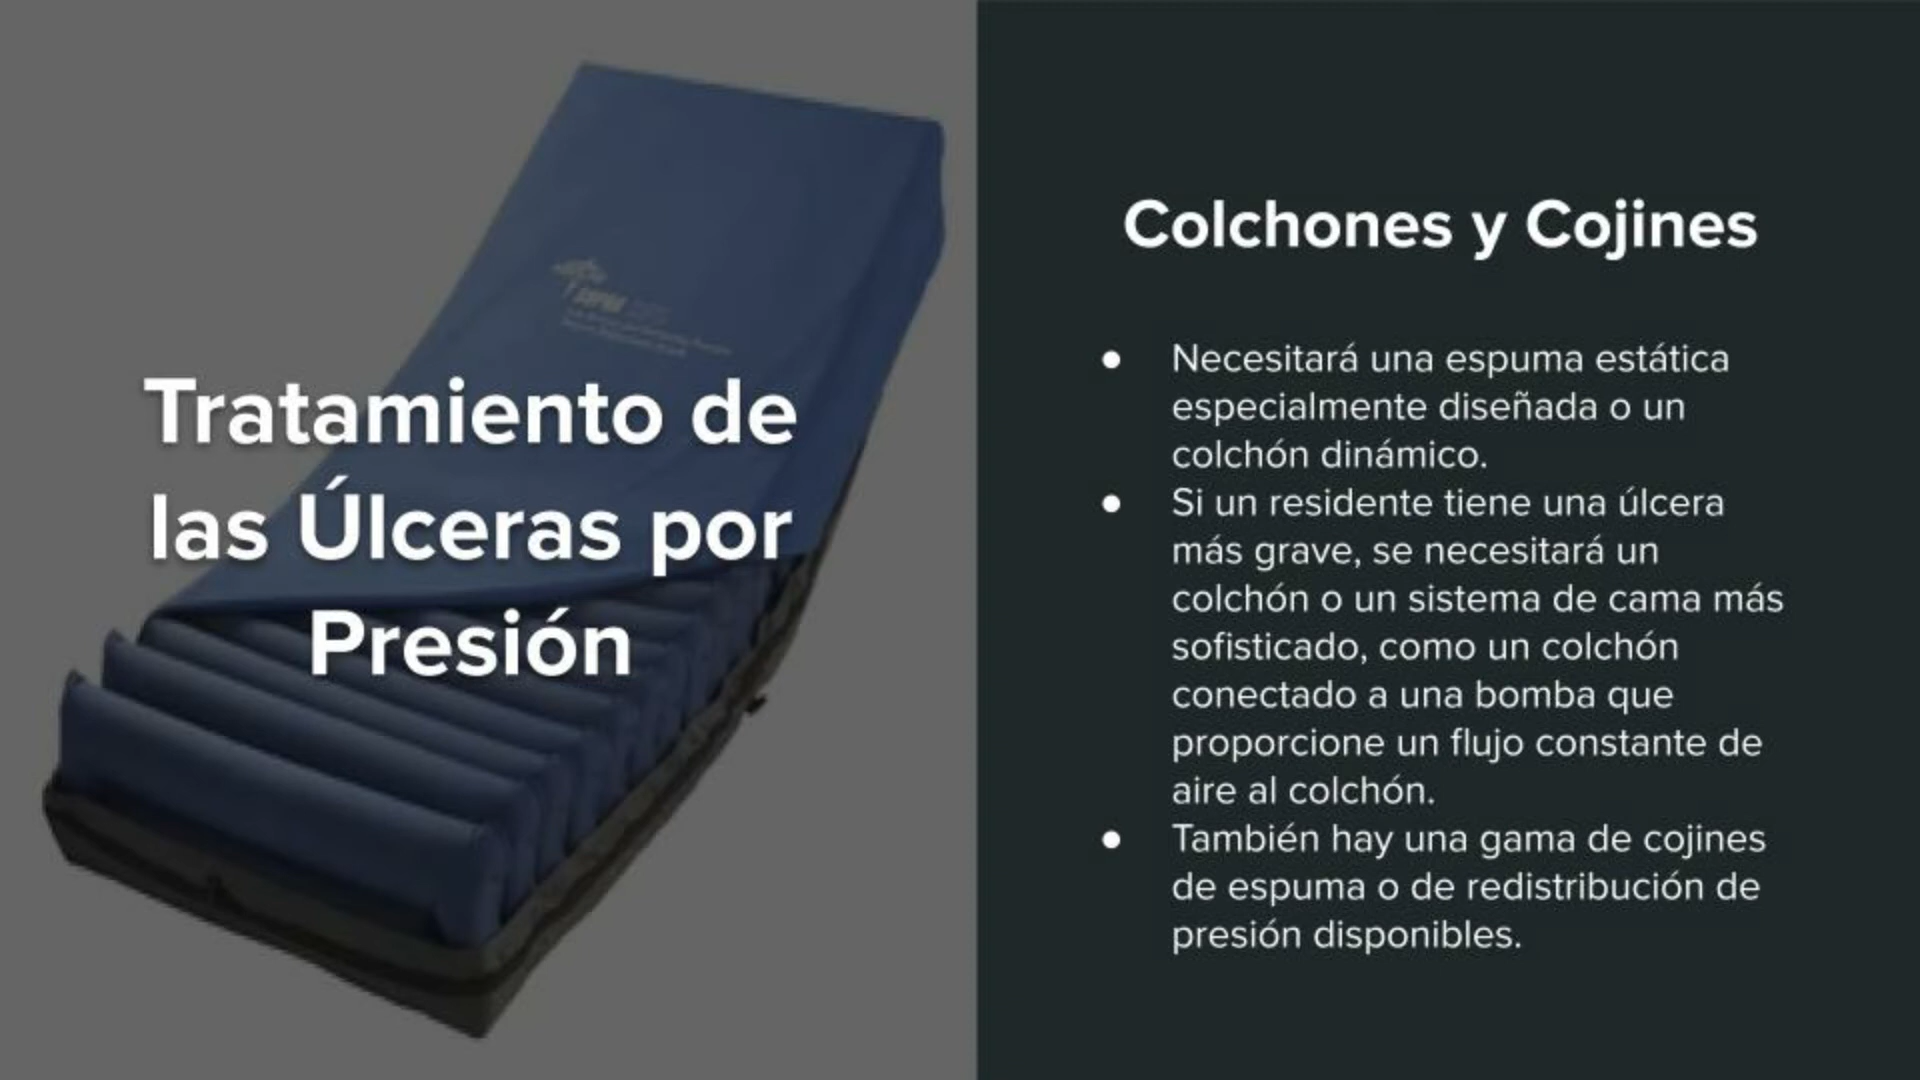 Tratamiento de
las Úlceras por
Presión
Colchones y Cojines
● Necesitará una espuma estática
especialmente diseñada o un
colchón dinámico.
● Si un residente tiene una úlcera
más grave, se necesitará un
colchón o un sistema de cama más
sofisticado, como un colchón
conectado a una bomba que
proporcione un flujo constante de
aire al colchón.
● También hay una gama de cojines
de espuma o de redistribución de
presión disponibles.